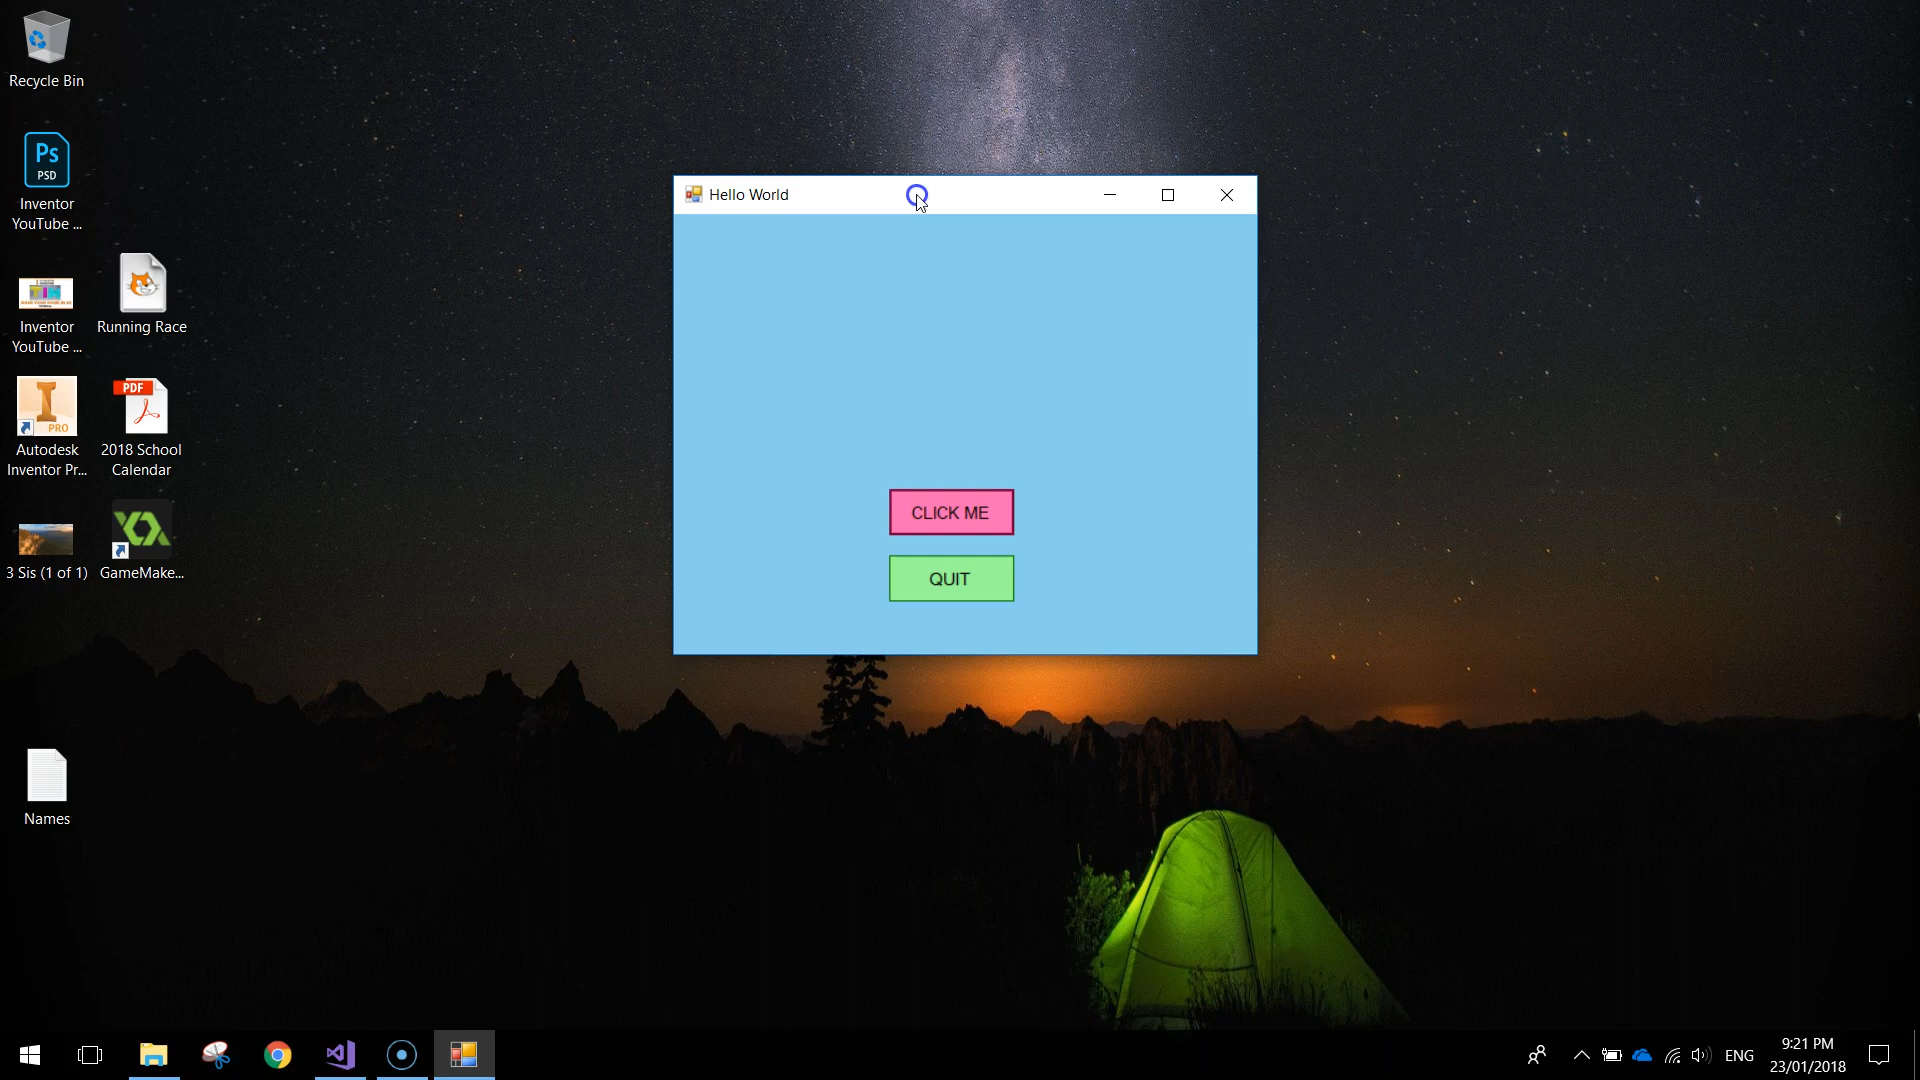 Recycle Bin
Ps
PSD
Inventor
YouTube ...
Inventor
YouTube ...
Running Race
PRO
Autodesk
Inventor Pr...
PDF
2018 School
Calendar
3 Sis (1 of 1)
GameMake...
Names
Hello World
CLICK ME
QUIT
ENG
9:21 PM
23/01/2018